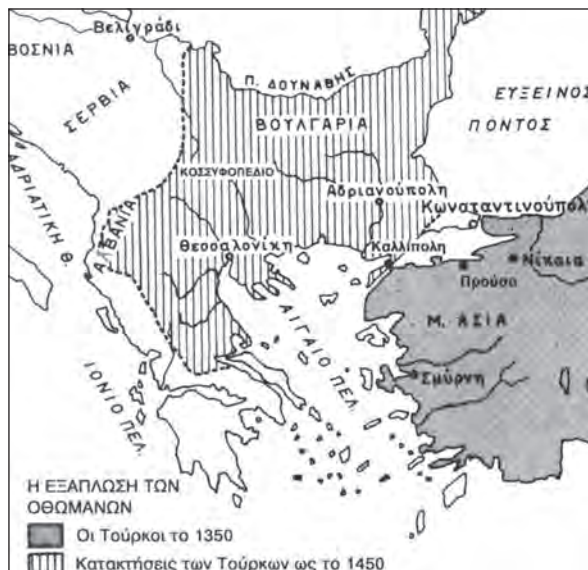 Βελιγράδι
ΒΟΣΝΙΑ
Π. ΔΟΥΝΑΒΗΣ
ΕΥΞΕΙΝΟΣ
ΠΟΝΤΟΣ
ΣΕΡΒΙΑ
ΒΟΥΛΓΑΡΙΑ
ΑΔΡΙΑΤΙΚΗ Θ.
ΚΟΣΣΥΦΟΠΕΔΙΟ
Αδριανούπολη
Κωνσταντινούπολ
ΑΛΒΑΝΙΑ
Θεσσαλονίκη
Καλλίπολη
Νίκαια
Προύσα
ΑΙΓΑΙΟ ΠΕΛ.
Μ. ΑΣΙΑ
Σμύρνη
ΙΟΝΙΟ ΠΕΛ.
Η ΕΞΑΠΛΩΣΗ ΤΩΝ
ΟΘΩΜΑΝΩΝ
Οι Τούρκοι το 1350
Κατακτήσεις των Τούρκων ως το 1450